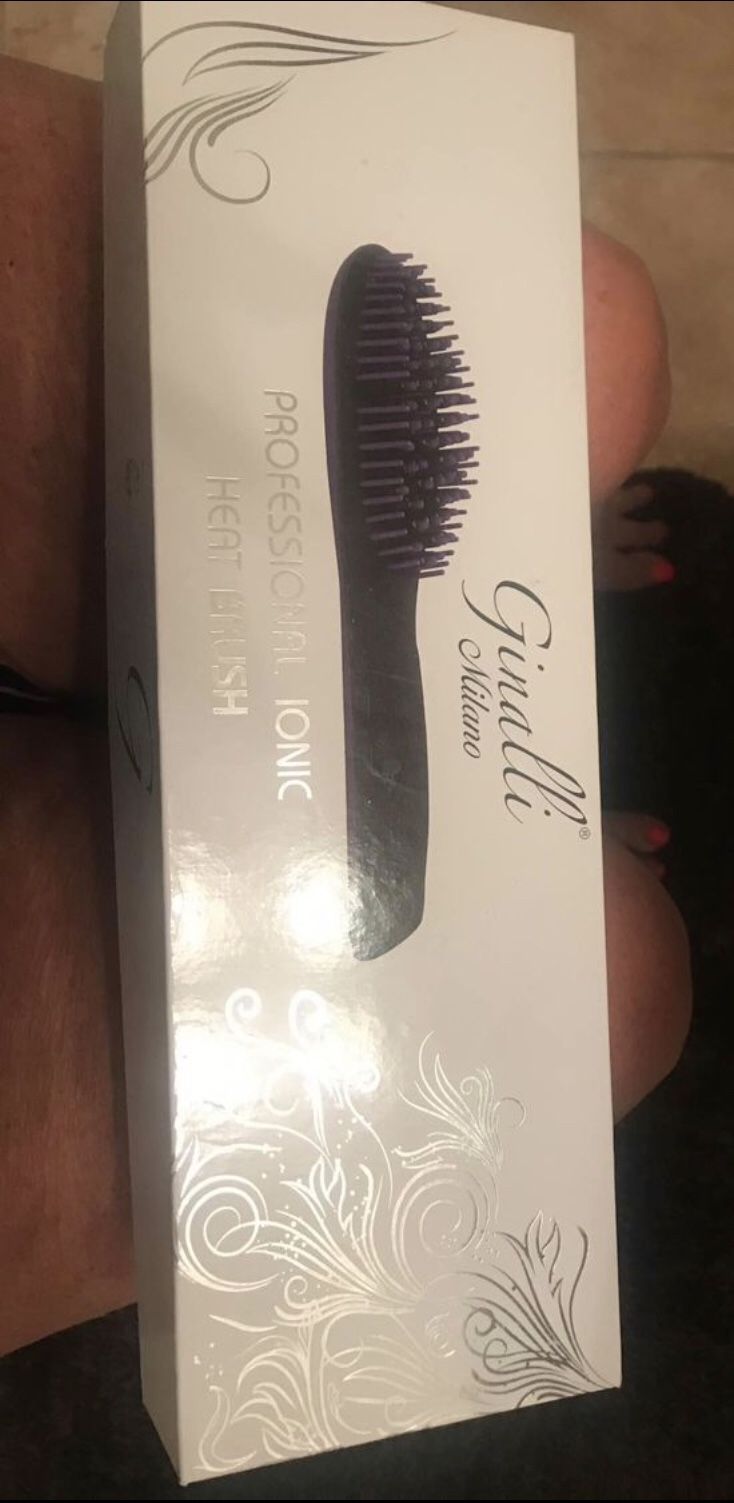 Ginalli®
Milano
PROFESSIONAL IONIC
HEAT BRUSH